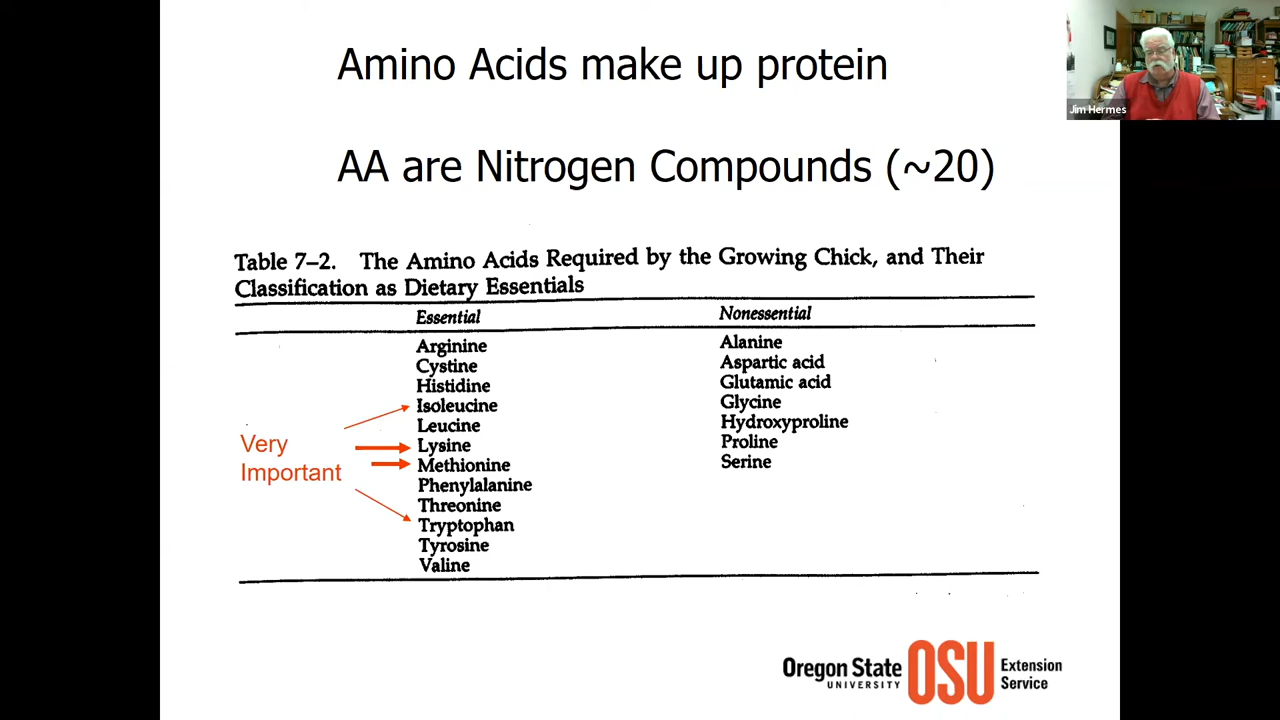 Amino Acids make up protein
Jim Hermes
AA are Nitrogen Compounds (~20)
Table 7–2. The Amino Acids Required by the Growing Chick, and Their
Classification as Dietary Essentials
Essential
Nonessential
Arginine
Cystine
Histidine
Isoleucine
Leucine
Lysine
Methionine
Phenylalanine
Threonine
Tryptophan
Tyrosine
Valine
Alanine
Aspartic acid
Glutamic acid
Glycine
Hydroxyproline
Proline
Serine
Very
Important
Oregon State
UNIVERSITY
OSU
Extension
Service